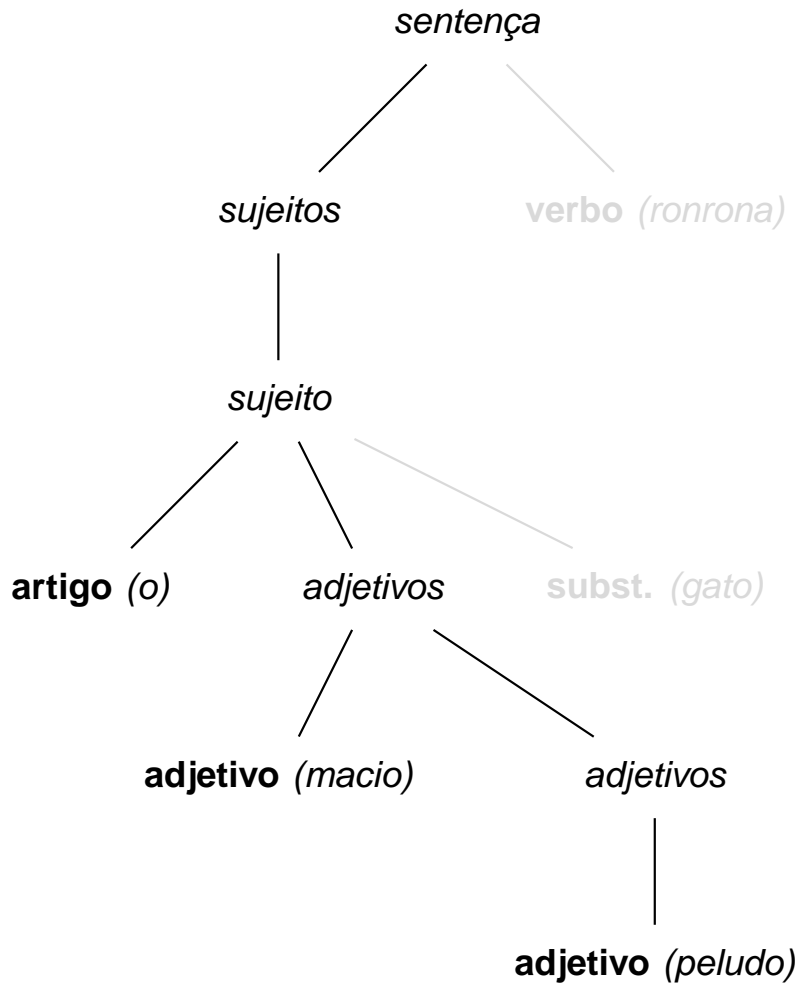 sentença
sujeitos
verbo (ronrona)
sujeito
artigo (o)
adjetivos
subst. (gato)
adjetivo (macio)
adjetivos
adjetivo (peludo)